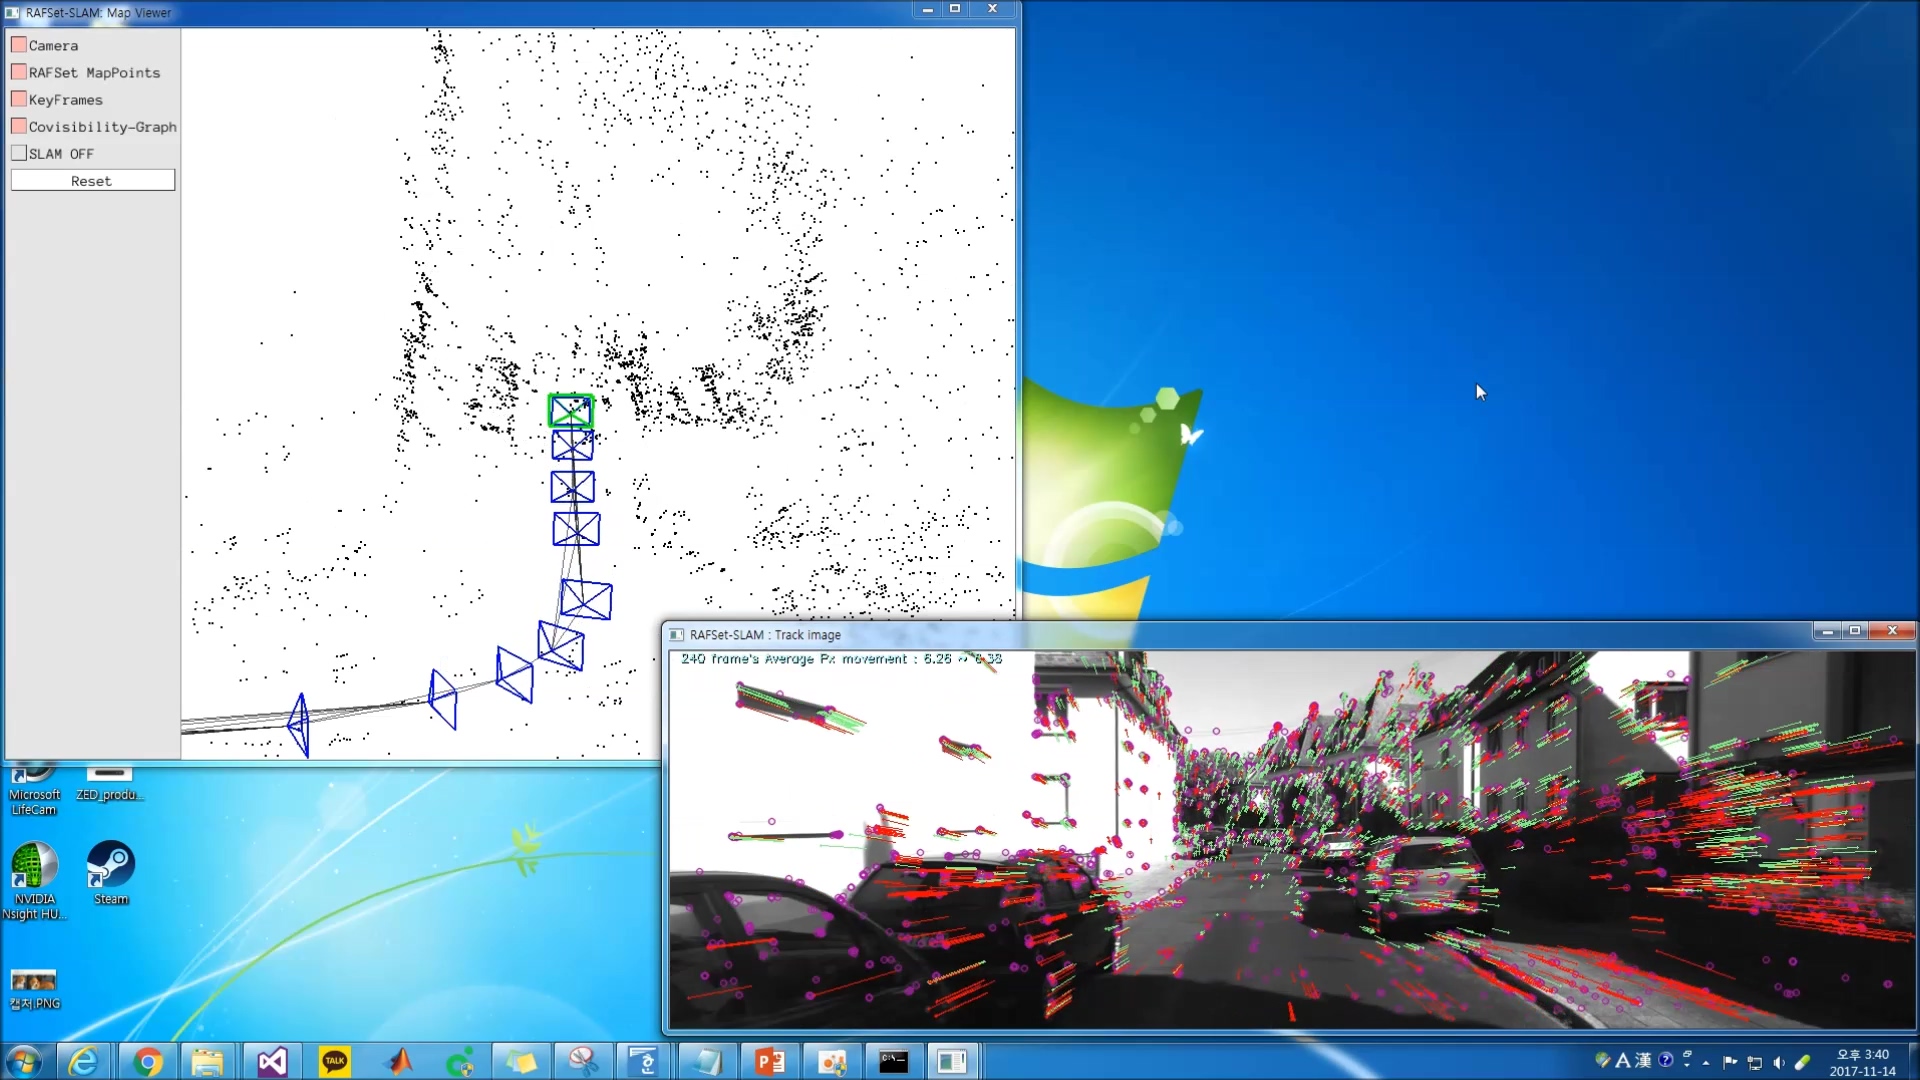 RAFSet-SLAM: Map Viewer
Camera
RAFSet MapPoints
KeyFrames
Covisibility-Graph
SLAM OFF
Reset
RAFSet-SLAM : Track image
240 frame's Average Px movement : 6.26 ~
Microsoft
LifeCam
ZED_produ...
NVIDIA
Nsight HU...
Steam
캡처.PNG
TALK
C:\
A 漢
오후 3:40
2017-11-14